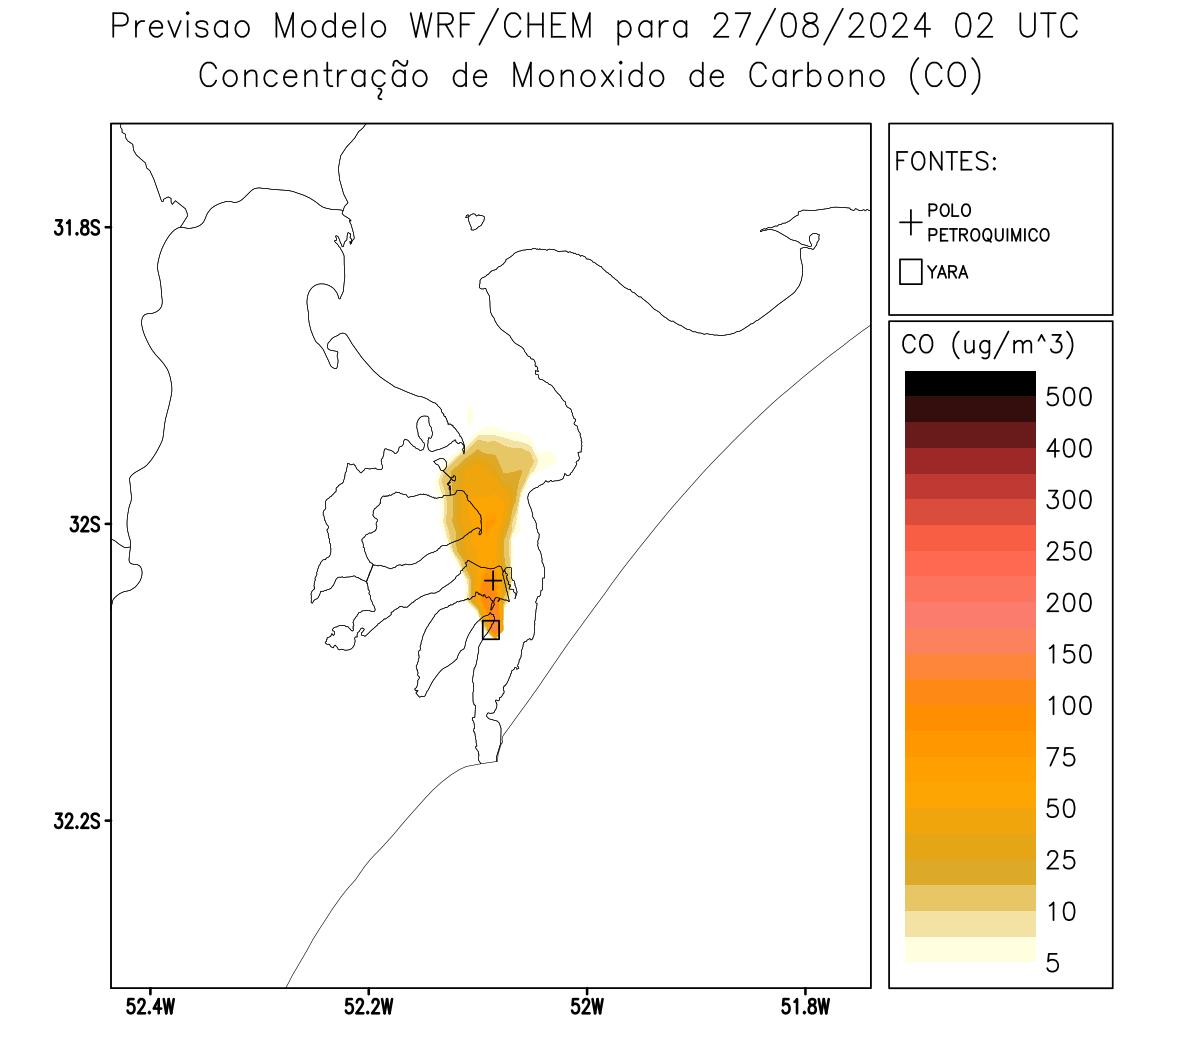 Previsao Modelo WRF/CHEM para 27/08/2024 02 UTC
Concentração de Monoxido de Carbono (CO)
FONTES:
POLO
PETROQUIMICO
YARA
CO (ug/m^3)
500
400
300
250
200
150
100
75
50
25
10
5
31.8S
32S
32.2S
52.4W
52.2W
52W
51.8W